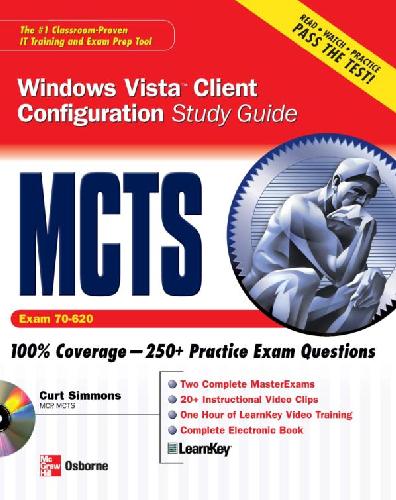 The #1 Classroom-Proven
IT Training and Exam Prep Tool
READ • WATCH • PRACTICE
PASS THE TEST!
Windows Vista™ Client
Configuration Study Guide
MCTS
Exam 70-620
100% Coverage — 250+ Practice Exam Questions
Curt Simmons
MCP, MCTS
• Two Complete MasterExams
• 20+ Instructional Video Clips
• One Hour of LearnKey Video Training
• Complete Electronic Book
LearnKey
Mc
Graw
Hill
Osborne